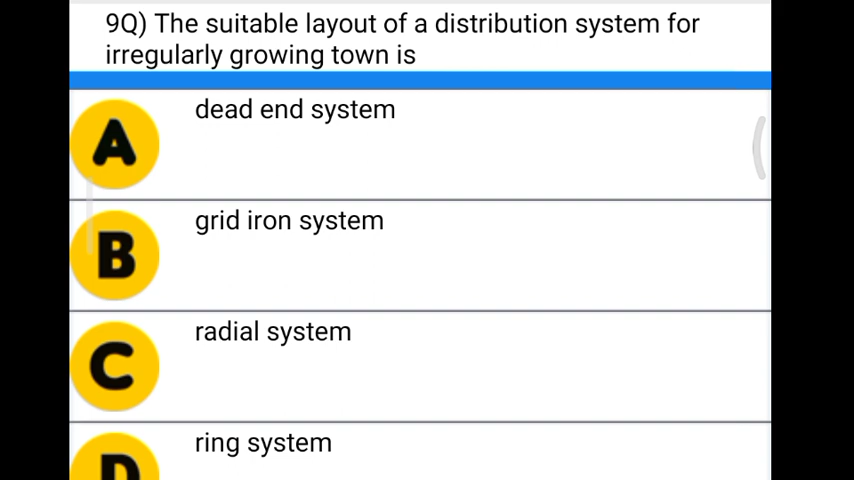 9Q) The suitable layout of a distribution system for
irregularly growing town is
A
dead end system
B
grid iron system
C
radial system
D
ring system